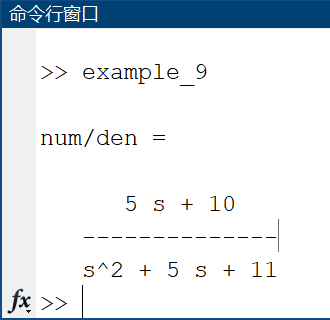 命令行窗口
>> example_9
num/den =
5 s + 10
--------------
s^2 + 5 s + 11
fx >>